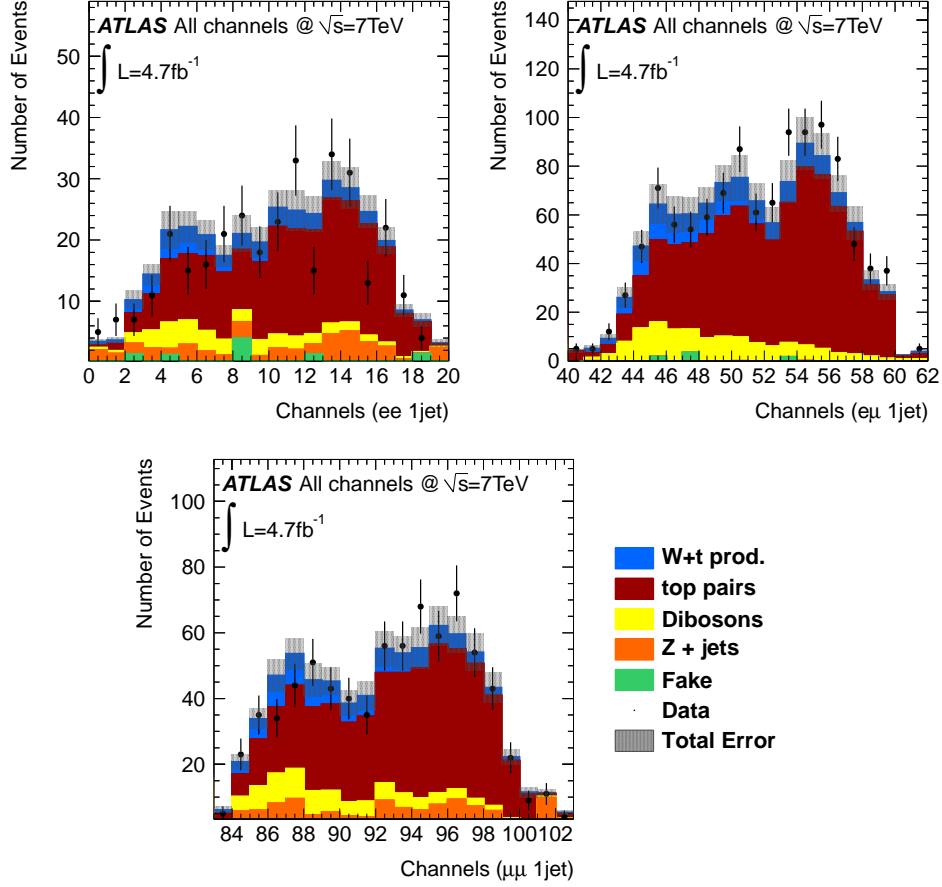 ATLAS All channels @ √s=7TeV
∫ L=4.7fb⁻¹
Number of Events
50
40
30
20
10
0 2 4 6 8 10 12 14 16 18 20
Channels (ee 1jet)
ATLAS All channels @ √s=7TeV
∫ L=4.7fb⁻¹
Number of Events
140
120
100
80
60
40
20
0
40 42 44 46 48 50 52 54 56 58 60 62
Channels (eμ 1jet)
ATLAS All channels @ √s=7TeV
∫ L=4.7fb⁻¹
Number of Events
100
80
60
40
20
84 86 88 90 92 94 96 98 100 102
Channels (μμ 1jet)
W+t prod.
top pairs
Dibosons
Z + jets
Fake
Data
Total Error